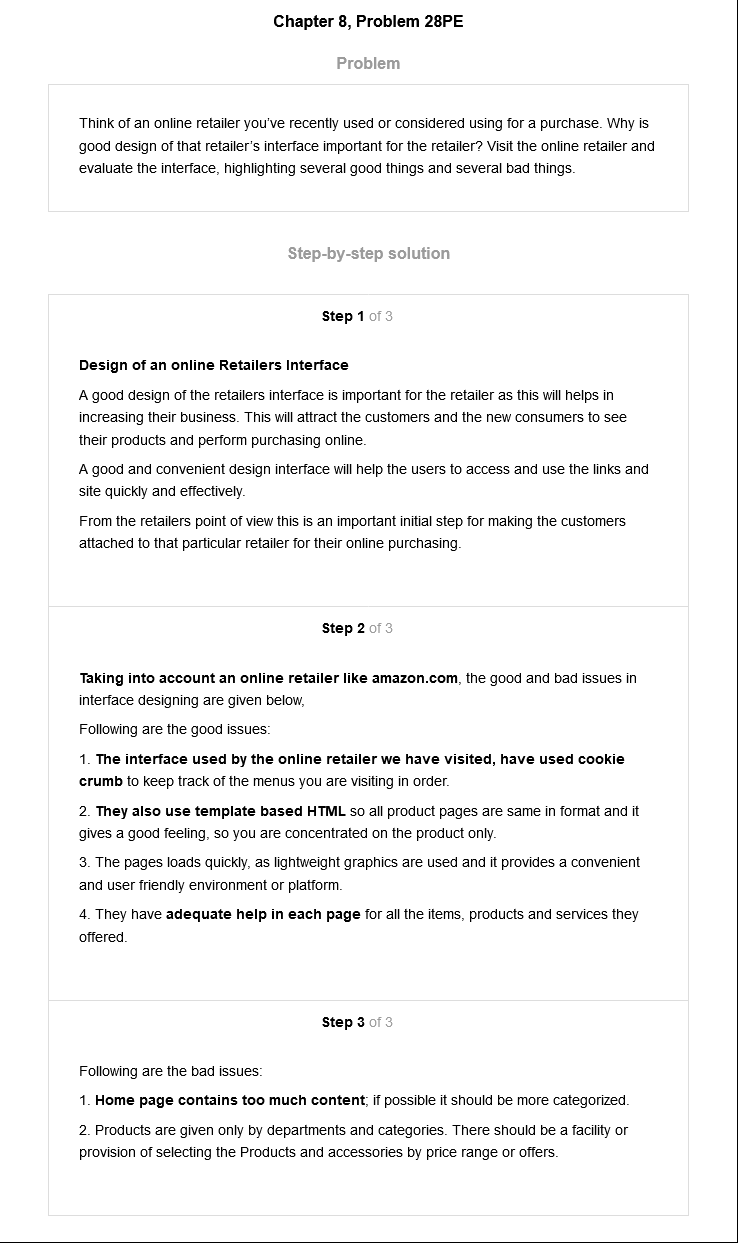 Chapter 8, Problem 28PE
Problem
Think of an online retailer you’ve recently used or considered using for a purchase. Why is
good design of that retailer’s interface important for the retailer? Visit the online retailer and
evaluate the interface, highlighting several good things and several bad things.
Step-by-step solution
Step 1 of 3
Design of an online Retailers Interface
A good design of the retailers interface is important for the retailer as this will helps in
increasing their business. This will attract the customers and the new consumers to see
their products and perform purchasing online.
A good and convenient design interface will help the users to access and use the links and
site quickly and effectively.
From the retailers point of view this is an important initial step for making the customers
attached to that particular retailer for their online purchasing.
Step 2 of 3
Taking into account an online retailer like amazon.com, the good and bad issues in
interface designing are given below,
Following are the good issues:
1. The interface used by the online retailer we have visited, have used cookie
crumb to keep track of the menus you are visiting in order.
2. They also use template based HTML so all product pages are same in format and it
gives a good feeling, so you are concentrated on the product only.
3. The pages loads quickly, as lightweight graphics are used and it provides a convenient
and user friendly environment or platform.
4. They have adequate help in each page for all the items, products and services they
offered.
Step 3 of 3
Following are the bad issues:
1. Home page contains too much content; if possible it should be more categorized.
2. Products are given only by departments and categories. There should be a facility or
provision of selecting the Products and accessories by price range or offers.